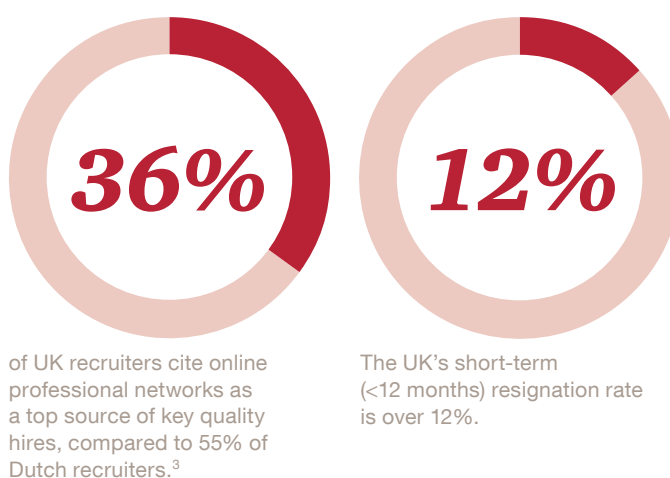 36%
of UK recruiters cite online
professional networks as
a top source of key quality
hires, compared to 55% of
Dutch recruiters.3
12%
The UK’s short-term
(<12 months) resignation rate
is over 12%.